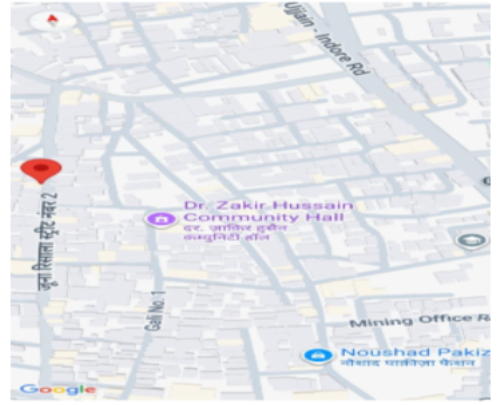 Ujjain - Indore Rd
जूना रिसाला स्ट्रीट नंबर 2
Dr. Zakir Hussain
Community Hall
दर. ज़ाकिर हुसैन
कम्युनिटी हॉल
Gali No. 1
Mining Office R
Noushad Pakiz
नौशाद पाकीज़ा फैशन
Google